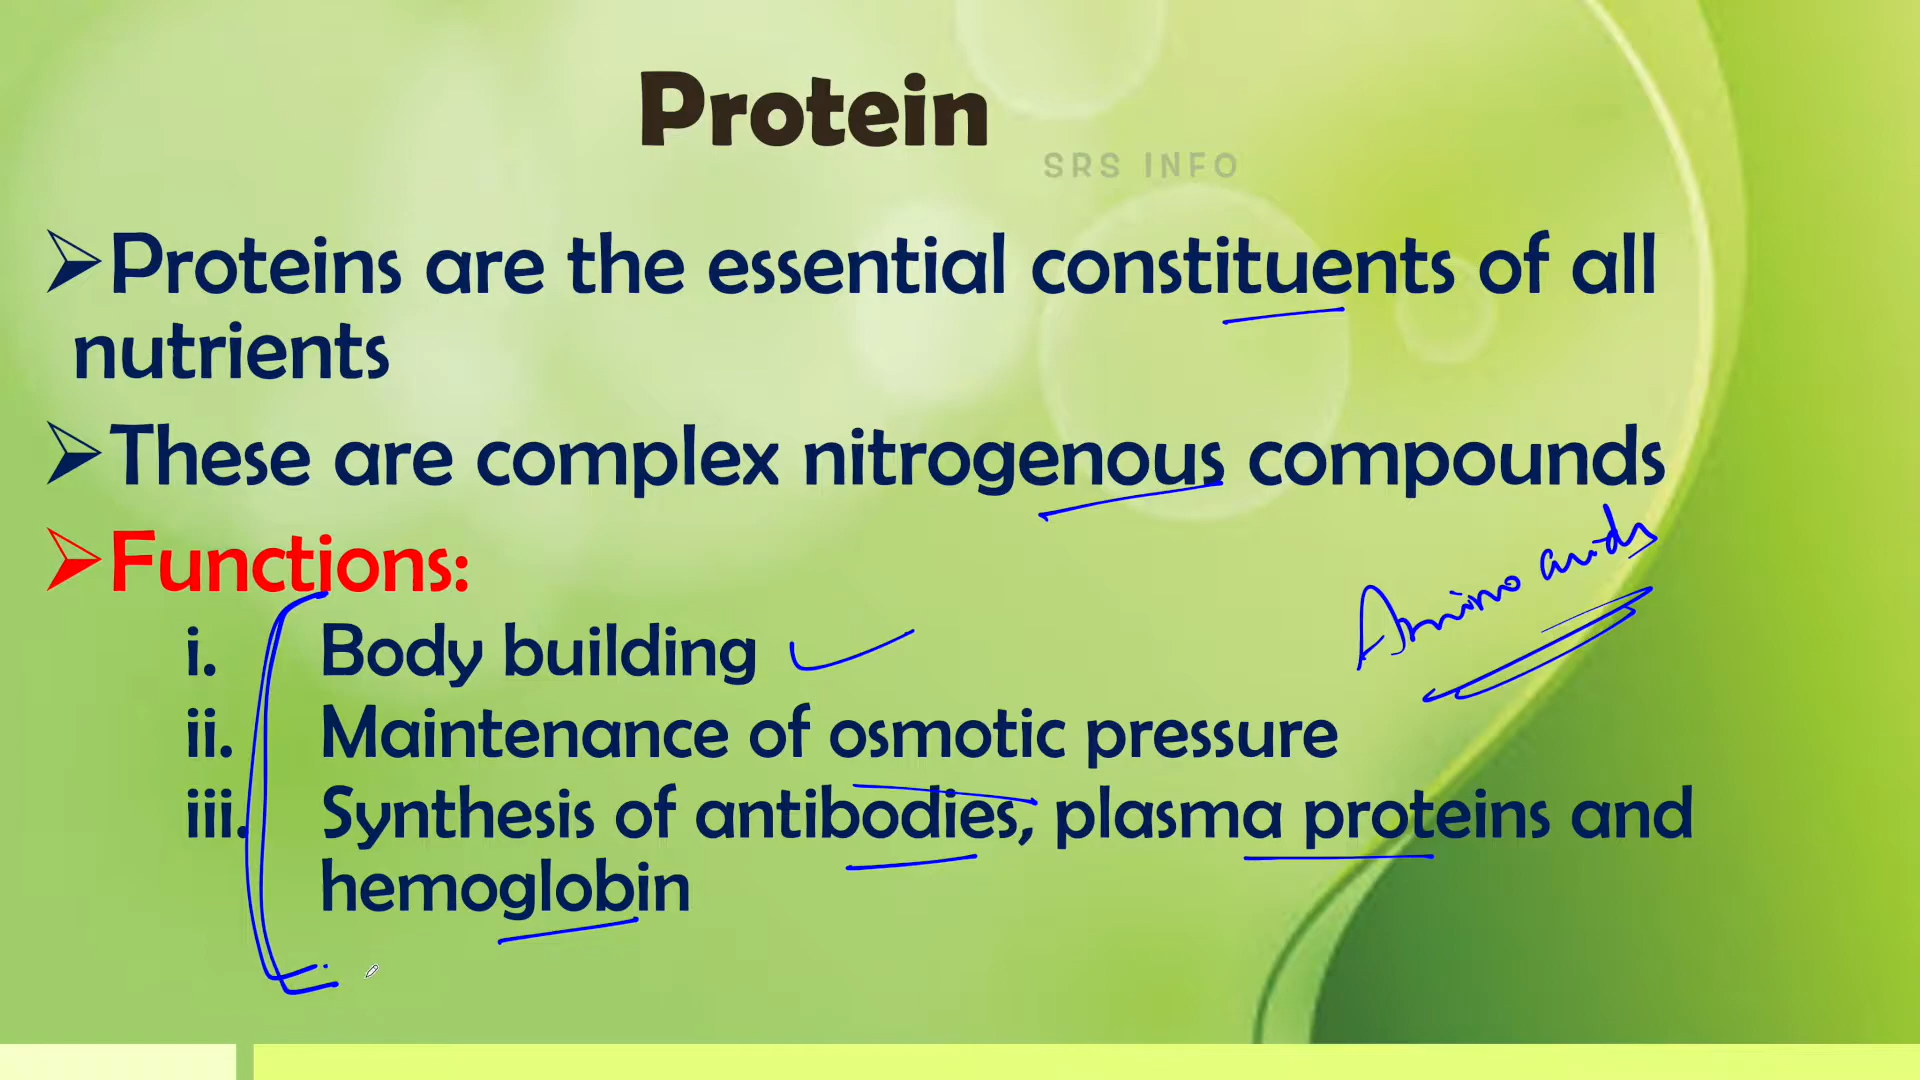 Protein
SRS INFO
➢Proteins are the essential constituents of all
nutrients
➢These are complex nitrogenous compounds
➢Functions:
Amino acids
i. Body building
ii. Maintenance of osmotic pressure
iii. Synthesis of antibodies, plasma proteins and
hemoglobin